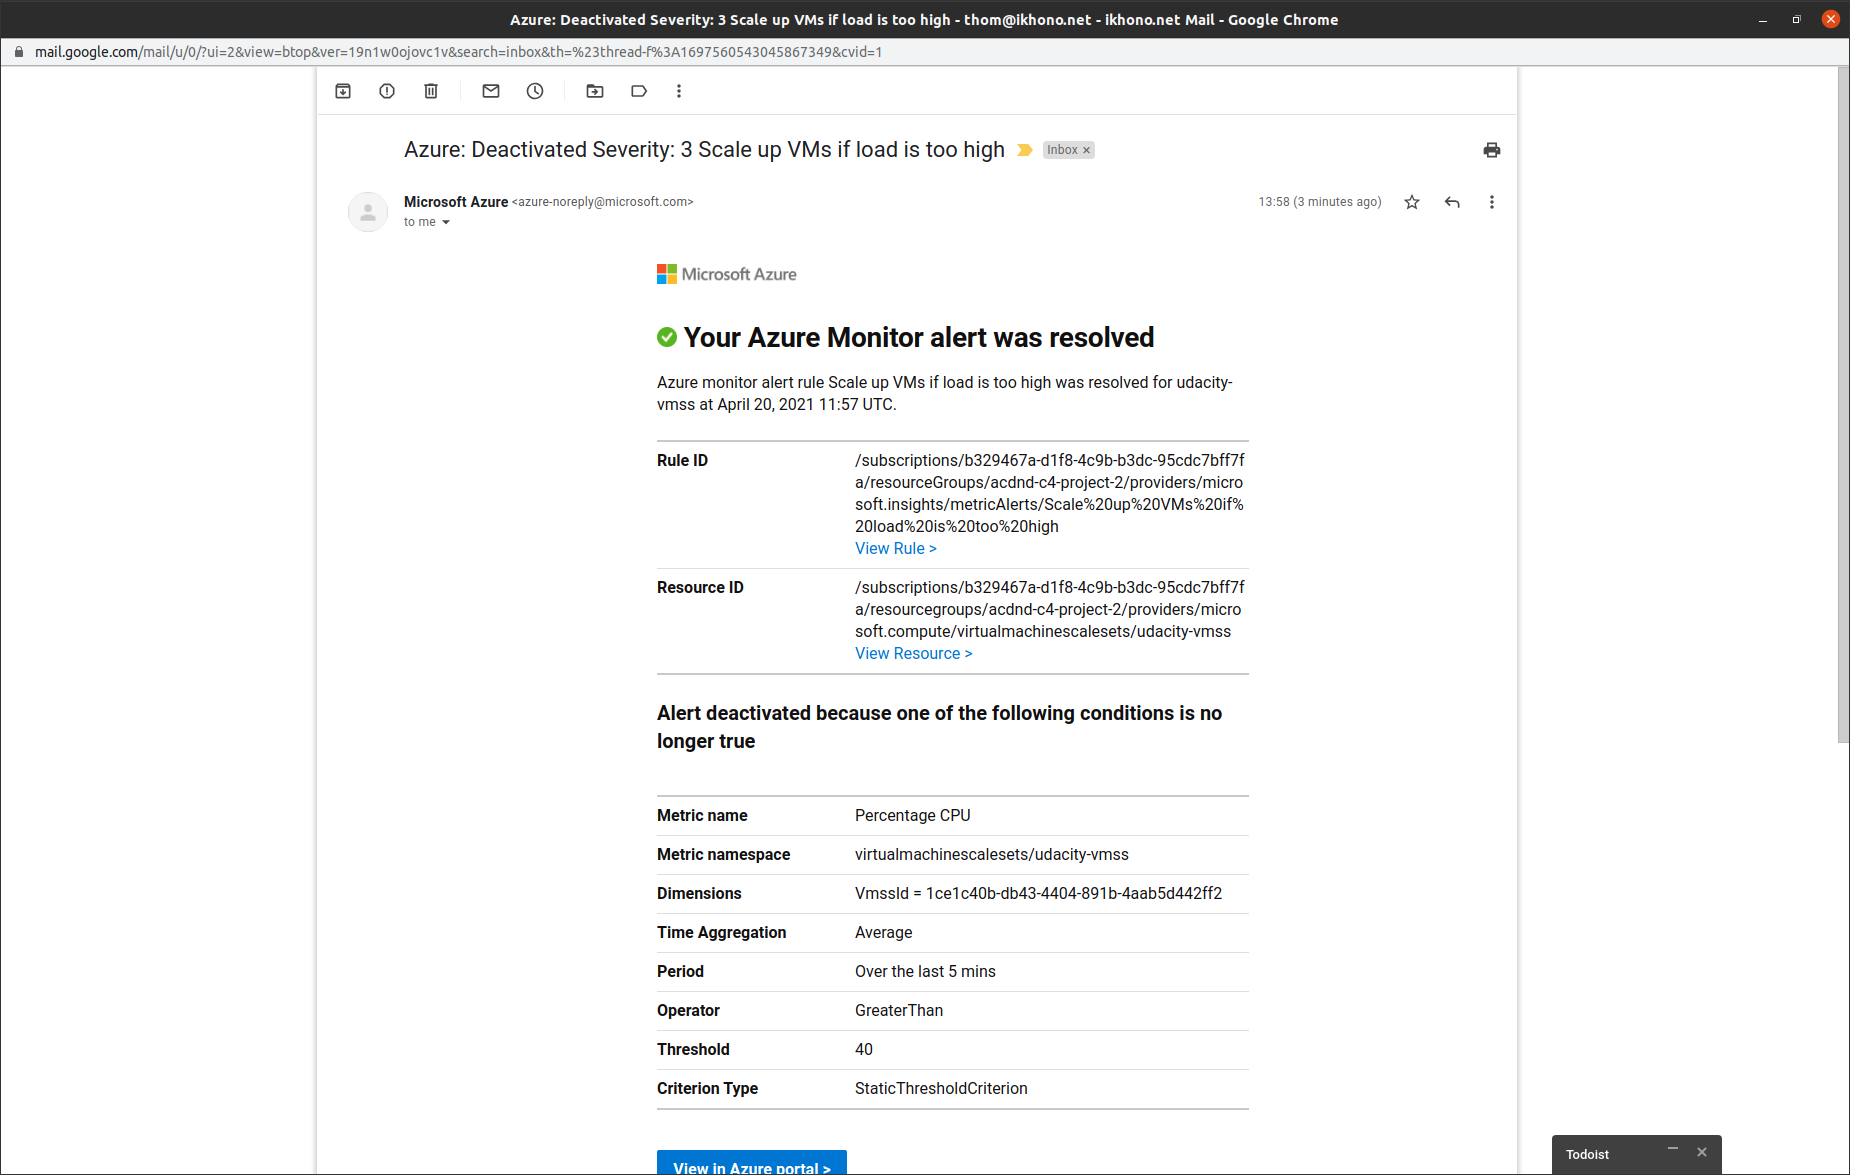 Azure: Deactivated Severity: 3 Scale up VMs if load is too high - thom@ikhono.net - ikhono.net Mail - Google Chrome
mail.google.com/mail/u/0/?ui=2&view=btop&ver=19n1w0ojovc1v&search=inbox&th=%23thread-f%3A1697560543045867349&cvid=1
Azure: Deactivated Severity: 3 Scale up VMs if load is too high
Inbox ×
Microsoft Azure <azure-noreply@microsoft.com>
13:58 (3 minutes ago)
to me
Microsoft Azure
Your Azure Monitor alert was resolved
Azure monitor alert rule Scale up VMs if load is too high was resolved for udacity-
vmss at April 20, 2021 11:57 UTC.
Rule ID
/subscriptions/b329467a-d1f8-4c9b-b3dc-95cdc7bff7f
a/resourceGroups/acdnd-c4-project-2/providers/micro
soft.insights/metricAlerts/Scale%20up%20VMs%20if%
20load%20is%20too%20high
View Rule >
Resource ID
/subscriptions/b329467a-d1f8-4c9b-b3dc-95cdc7bff7f
a/resourcegroups/acdnd-c4-project-2/providers/micro
soft.compute/virtualmachinescalesets/udacity-vmss
View Resource >
Alert deactivated because one of the following conditions is no
longer true
Metric name Percentage CPU
Metric namespace virtualmachinescalesets/udacity-vmss
Dimensions VmssId = 1ce1c40b-db43-4404-891b-4aab5d442ff2
Time Aggregation Average
Period Over the last 5 mins
Operator GreaterThan
Threshold 40
Criterion Type StaticThresholdCriterion
View in Azure portal >
Todoist